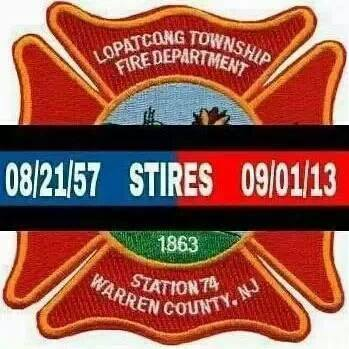 LOPATCONG TOWNSHIP
FIRE DEPARTMENT
08/21/57 STIRES 09/01/13
1863
STATION 74
WARREN COUNTY, NJ